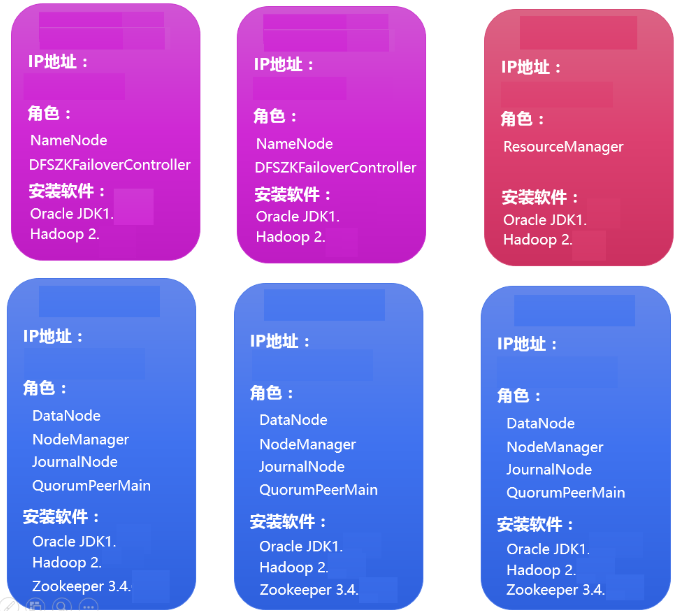 IP地址：
角色：
NameNode
DFSZKFailoverController
安装软件：
Oracle JDK1.
Hadoop 2.
IP地址：
角色：
NameNode
DFSZKFailoverController
安装软件：
Oracle JDK1.
Hadoop 2.
IP地址：
角色：
ResourceManager
安装软件：
Oracle JDK1.
Hadoop 2.
IP地址：
角色：
DataNode
NodeManager
JournalNode
QuorumPeerMain
安装软件：
Oracle JDK1.
Hadoop 2.
Zookeeper 3.4.
IP地址：
角色：
DataNode
NodeManager
JournalNode
QuorumPeerMain
安装软件：
Oracle JDK1.
Hadoop 2.
Zookeeper 3.4.
IP地址：
角色：
DataNode
NodeManager
JournalNode
QuorumPeerMain
安装软件：
Oracle JDK1.
Hadoop 2.
Zookeeper 3.4.